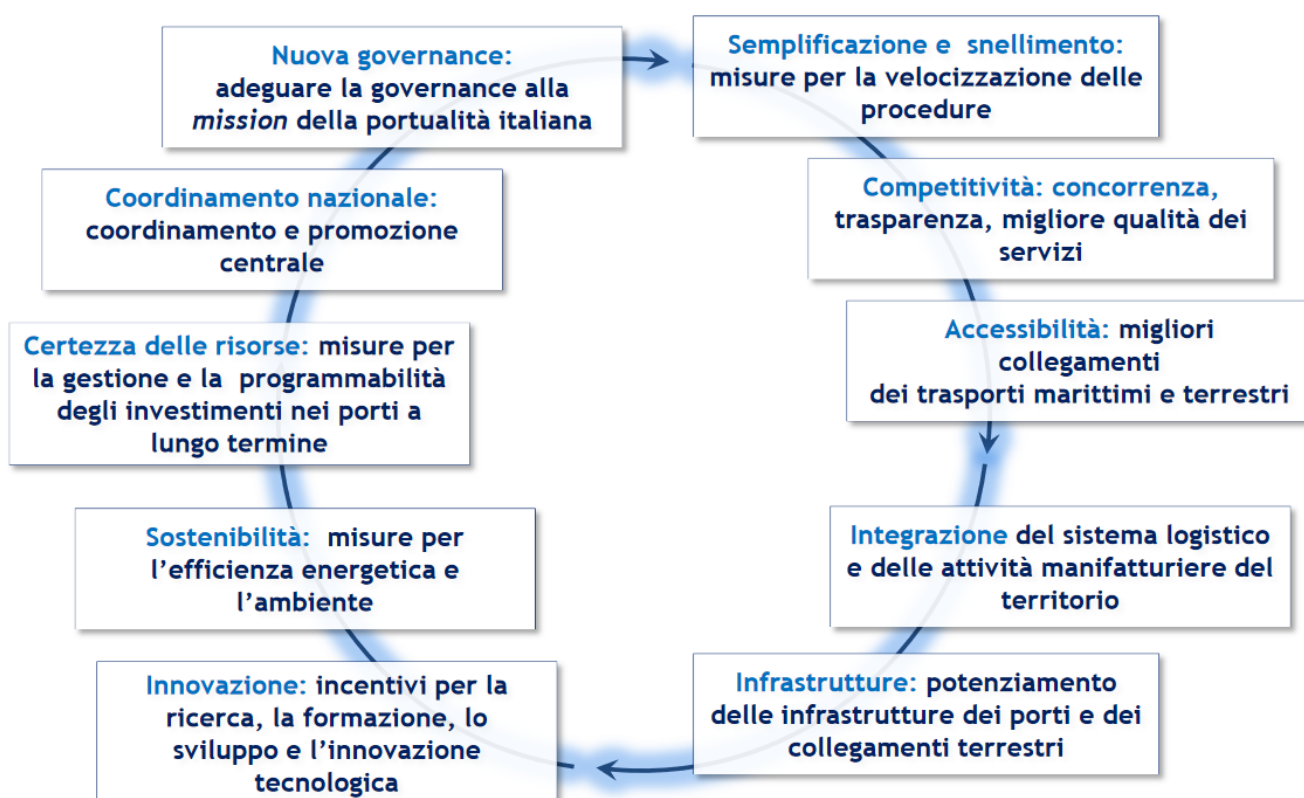 Nuova governance:
adeguare la governance alla
mission della portualità italiana
Semplificazione e snellimento:
misure per la velocizzazione delle
procedure
Competitività: concorrenza,
trasparenza, migliore qualità dei
servizi
Accessibilità: migliori
collegamenti
dei trasporti marittimi e terrestri
Integrazione del sistema logistico
e delle attività manifatturiere del
territorio
Infrastrutture: potenziamento
delle infrastrutture dei porti e dei
collegamenti terrestri
Innovazione: incentivi per la
ricerca, la formazione, lo
sviluppo e l'innovazione
tecnologica
Sostenibilità: misure per
l'efficienza energetica e
l'ambiente
Certezza delle risorse: misure per
la gestione e la programmabilità
degli investimenti nei porti a
lungo termine
Coordinamento nazionale:
coordinamento e promozione
centrale